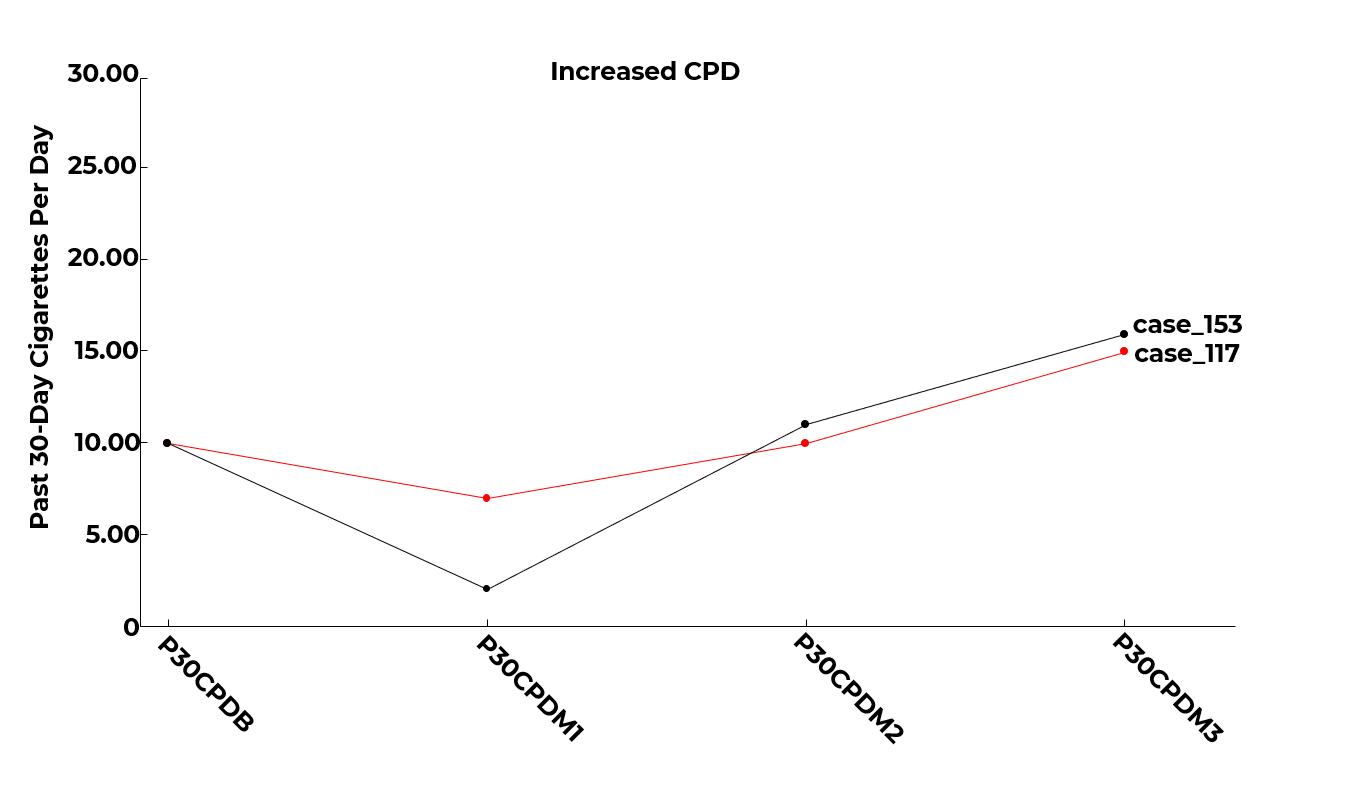 Increased CPD
Past 30-Day Cigarettes Per Day
30.00
25.00
20.00
15.00
10.00
5.00
0
case_153
case_117
P30CPDB
P30CPDM1
P30CPDM2
P30CPDM3